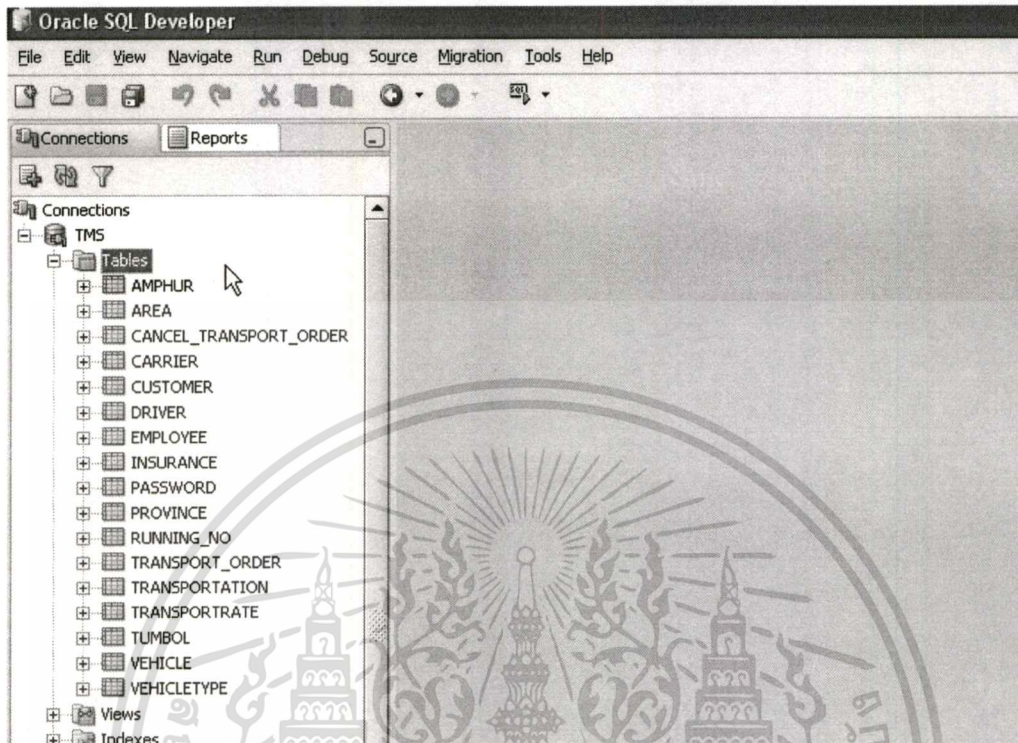 Oracle SQL Developer
File Edit View Navigate Run Debug Source Migration Tools Help
Connections Reports
Connections
TMS
Tables
AMPHUR
AREA
CANCEL_TRANSPORT_ORDER
CARRIER
CUSTOMER
DRIVER
EMPLOYEE
INSURANCE
PASSWORD
PROVINCE
RUNNING_NO
TRANSPORT_ORDER
TRANSPORTATION
TRANSPORTRATE
TUMBOL
VEHICLE
VEHICLETYPE
Views
Indexes